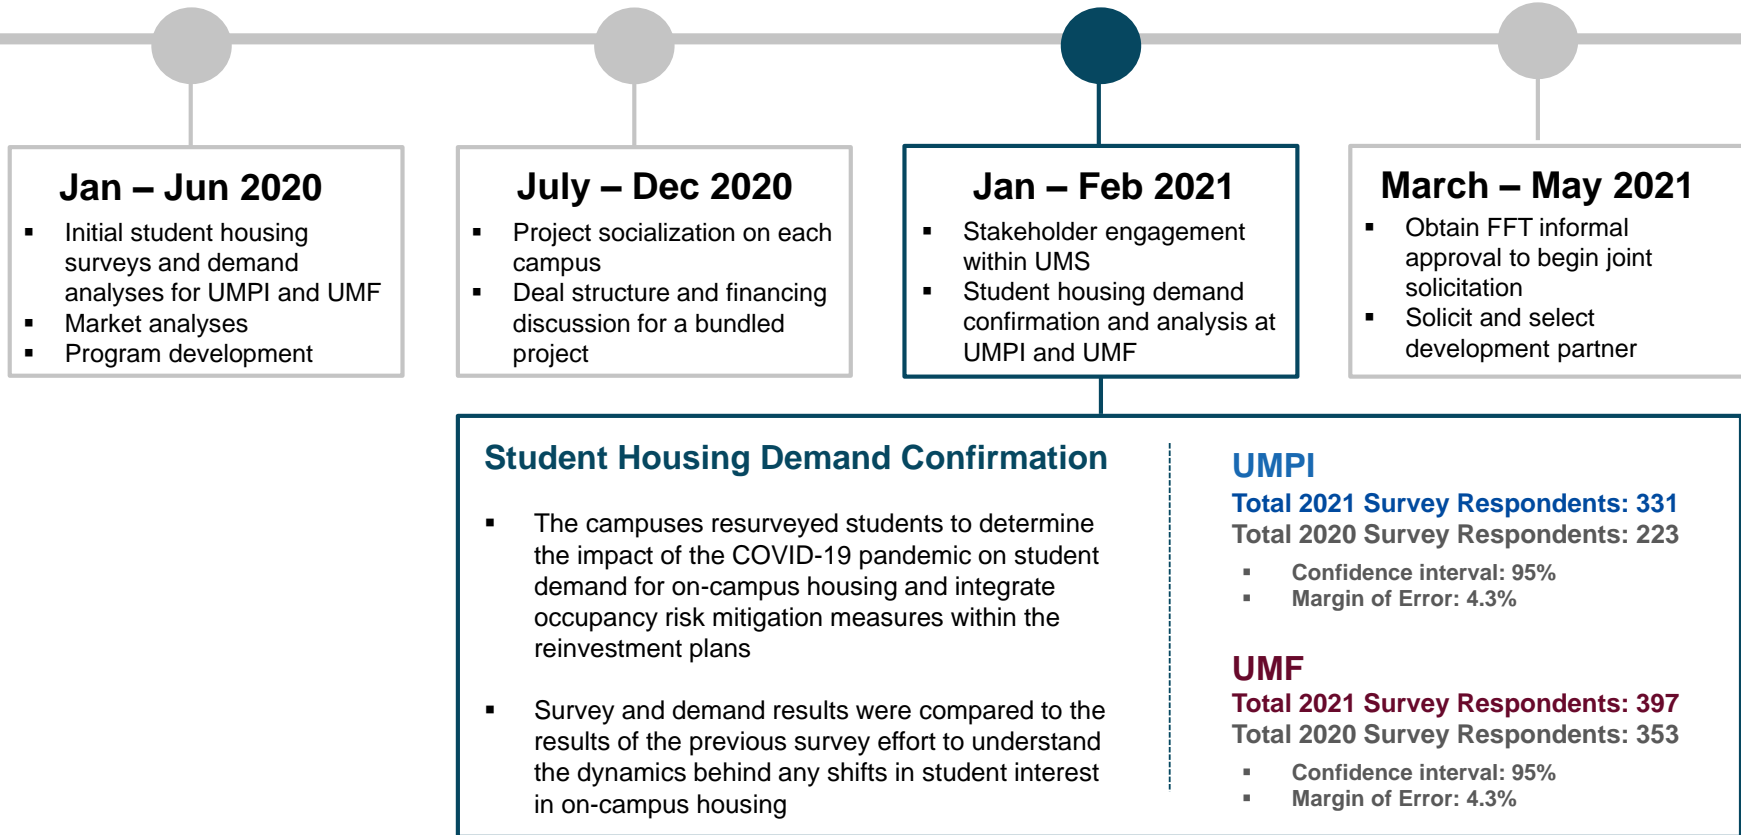 Jan – Jun 2020
▪ Initial student housing
surveys and demand
analyses for UMPI and UMF
▪ Market analyses
▪ Program development
July – Dec 2020
▪ Project socialization on each
campus
▪ Deal structure and financing
discussion for a bundled
project
Jan – Feb 2021
▪ Stakeholder engagement
within UMS
▪ Student housing demand
confirmation and analysis at
UMPI and UMF
March – May 2021
▪ Obtain FFT informal
approval to begin joint
solicitation
▪ Solicit and select
development partner
Student Housing Demand Confirmation
▪ The campuses resurveyed students to determine
the impact of the COVID-19 pandemic on student
demand for on-campus housing and integrate
occupancy risk mitigation measures within the
reinvestment plans
▪ Survey and demand results were compared to the
results of the previous survey effort to understand
the dynamics behind any shifts in student interest
in on-campus housing
UMPI
Total 2021 Survey Respondents: 331
Total 2020 Survey Respondents: 223
▪ Confidence interval: 95%
▪ Margin of Error: 4.3%
UMF
Total 2021 Survey Respondents: 397
Total 2020 Survey Respondents: 353
▪ Confidence interval: 95%
▪ Margin of Error: 4.3%